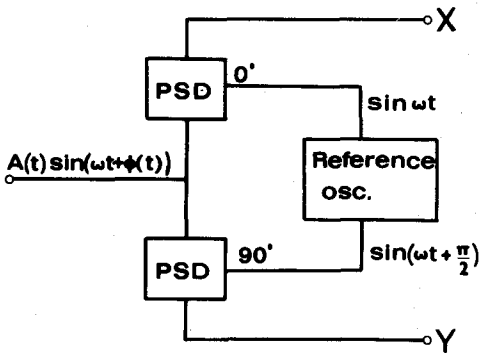 X
PSD
0'
sin ωt
A(t) sin(ωt+ϕ(t))
Reference
osc.
PSD
90'
sin(ωt + π/2)
Y